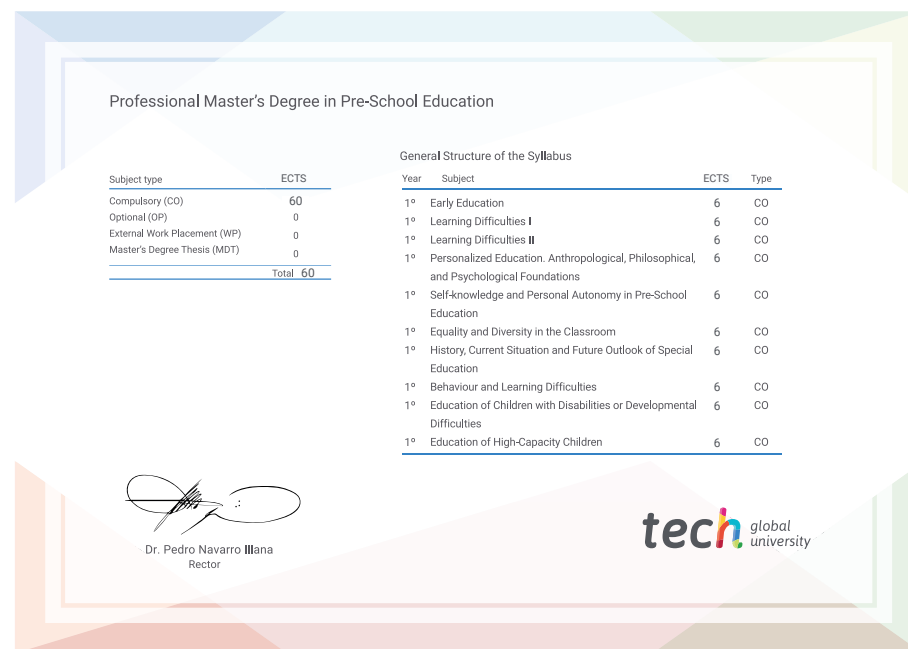 Professional Master's Degree in Pre-School Education
Subject type ECTS
Compulsory (CO) 60
Optional (OP) 0
External Work Placement (WP) 0
Master's Degree Thesis (MDT) 0
Total 60
General Structure of the Syllabus
Year Subject ECTS Type
1º Early Education 6 CO
1º Learning Difficulties I 6 CO
1º Learning Difficulties II 6 CO
1º Personalized Education. Anthropological, Philosophical, 6 CO
and Psychological Foundations
1º Self-knowledge and Personal Autonomy in Pre-School 6 CO
Education
1º Equality and Diversity in the Classroom 6 CO
1º History, Current Situation and Future Outlook of Special 6 CO
Education
1º Behaviour and Learning Difficulties 6 CO
1º Education of Children with Disabilities or Developmental 6 CO
Difficulties
1º Education of High-Capacity Children 6 CO
Dr. Pedro Navarro Illana
Rector
tech global
university